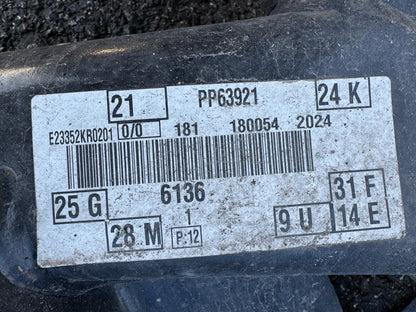 21 PP63921 24 K
E23352KR0201 0/0 181 180054 2024
6136
25 G 1 31 F
28 M P:12 9 U 14 E